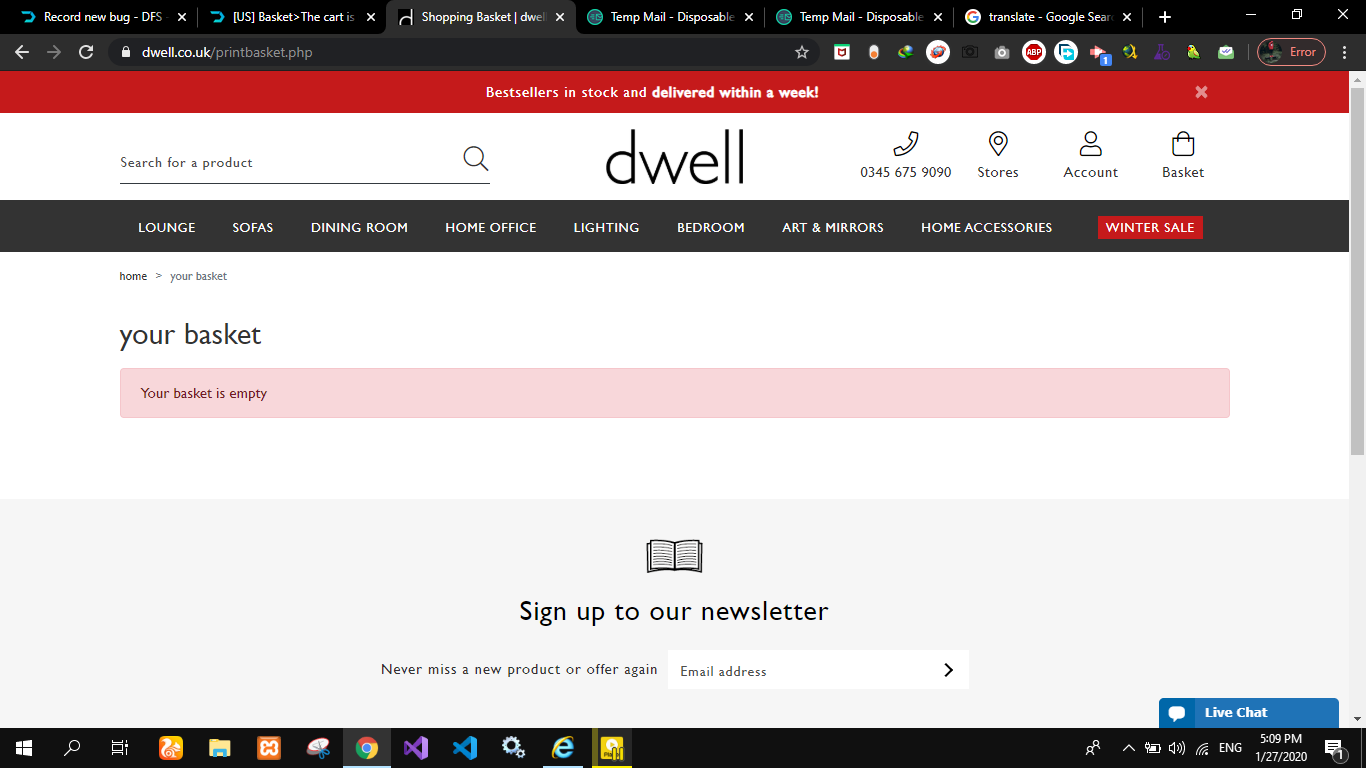 Record new bug - DFS
[US] Basket>The cart is
Shopping Basket | dwell
Temp Mail - Disposable
Temp Mail - Disposable
translate - Google Sear
dwell.co.uk/printbasket.php
ABP
1
Error
Bestsellers in stock and delivered within a week!
Search for a product
dwell
0345 675 9090
Stores
Account
Basket
LOUNGE
SOFAS
DINING ROOM
HOME OFFICE
LIGHTING
BEDROOM
ART & MIRRORS
HOME ACCESSORIES
WINTER SALE
home > your basket
your basket
Your basket is empty
Sign up to our newsletter
Never miss a new product or offer again
Email address
Live Chat
ENG
5:09 PM
1/27/2020
1